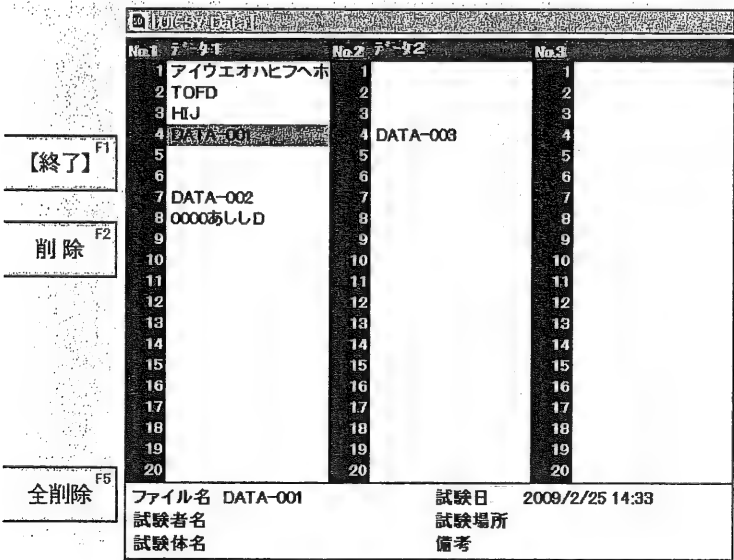 No.1 ﾃﾞｰﾀ1 No.2 ﾃﾞｰﾀ2 No.3
1 アイウエオハヒフヘホ 1 1
2 TOFD 2 2
3 HIJ 3 3
4 DATA-001 4 DATA-003 4
5 5 5
6 6 6
7 DATA-002 7 7
8 0000あししD 8 8
9 9 9
10 10 10
11 11 11
12 12 12
13 13 13
14 14 14
15 15 15
16 16 16
17 17 17
18 18 18
19 19 19
20 20 20
【終了】 F1
削除 F2
全削除 F5
ファイル名 DATA-001 試験日 2009/2/25 14:33
試験者名 試験場所
試験体名 備考